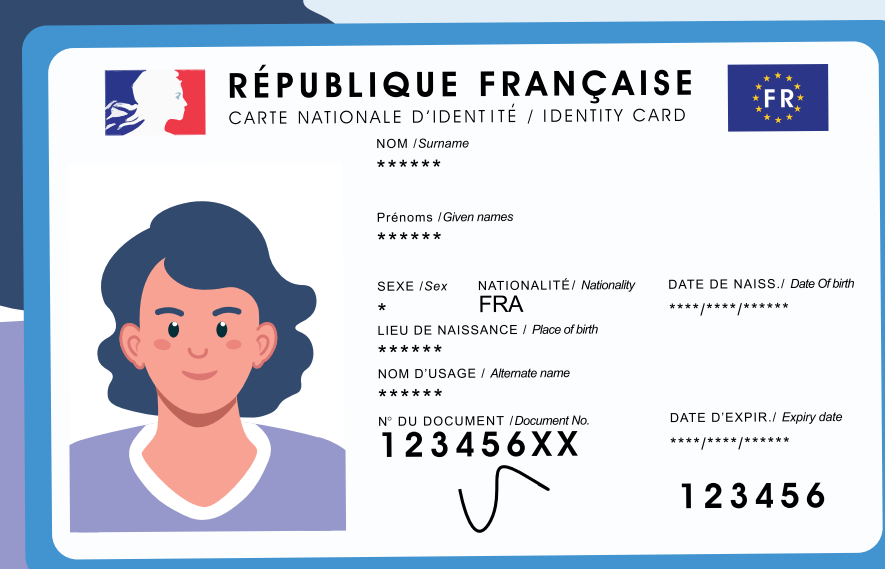 RÉPUBLIQUE FRANÇAISE
CARTE NATIONALE D'IDENTITÉ / IDENTITY CARD
FR
NOM / Surname
******
Prénoms / Given names
******
SEXE / Sex NATIONALITÉ / Nationality DATE DE NAISS./ Date Of birth
* FRA ****/****/******
LIEU DE NAISSANCE / Place of birth
******
NOM D'USAGE / Alternate name
******
N° DU DOCUMENT / Document No. DATE D'EXPIR./ Expiry date
123456XX ****/****/******
123456